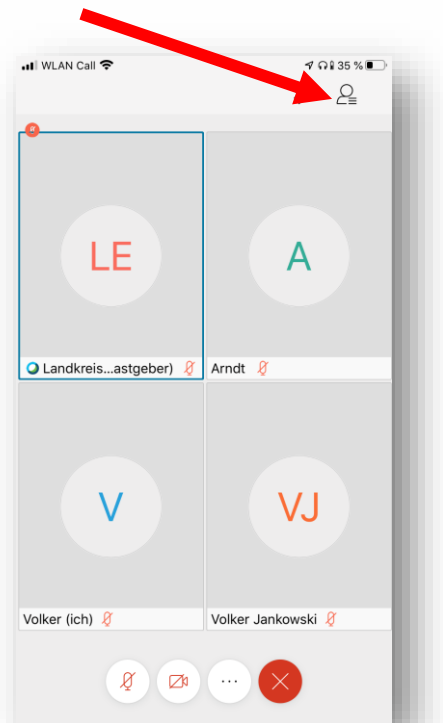 WLAN Call 35 %
LE
A
Landkreis...astgeber)
Arndt
V
VJ
Volker (ich)
Volker Jankowski